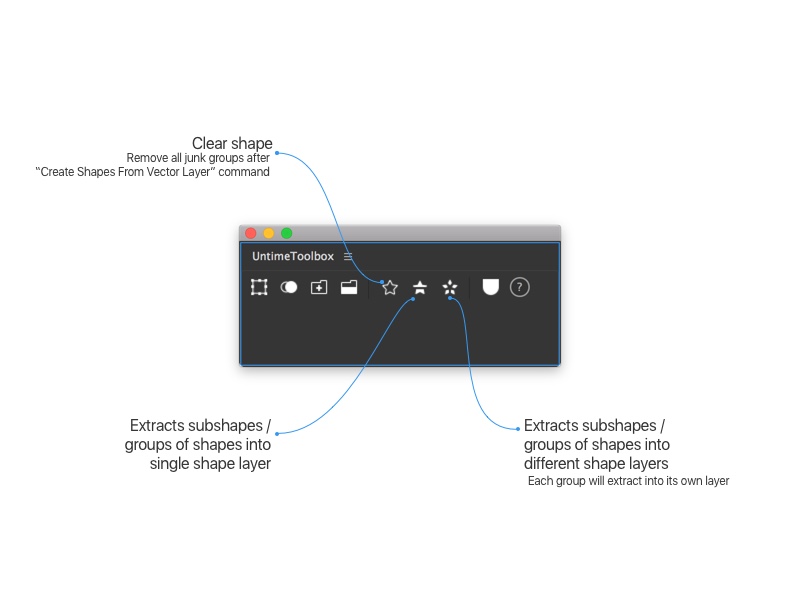 Clear shape
Remove all junk groups after
“Create Shapes From Vector Layer” command
UntimeToolbox
?
Extracts subshapes /
groups of shapes into
single shape layer
Extracts subshapes /
groups of shapes into
different shape layers
Each group will extract into its own layer